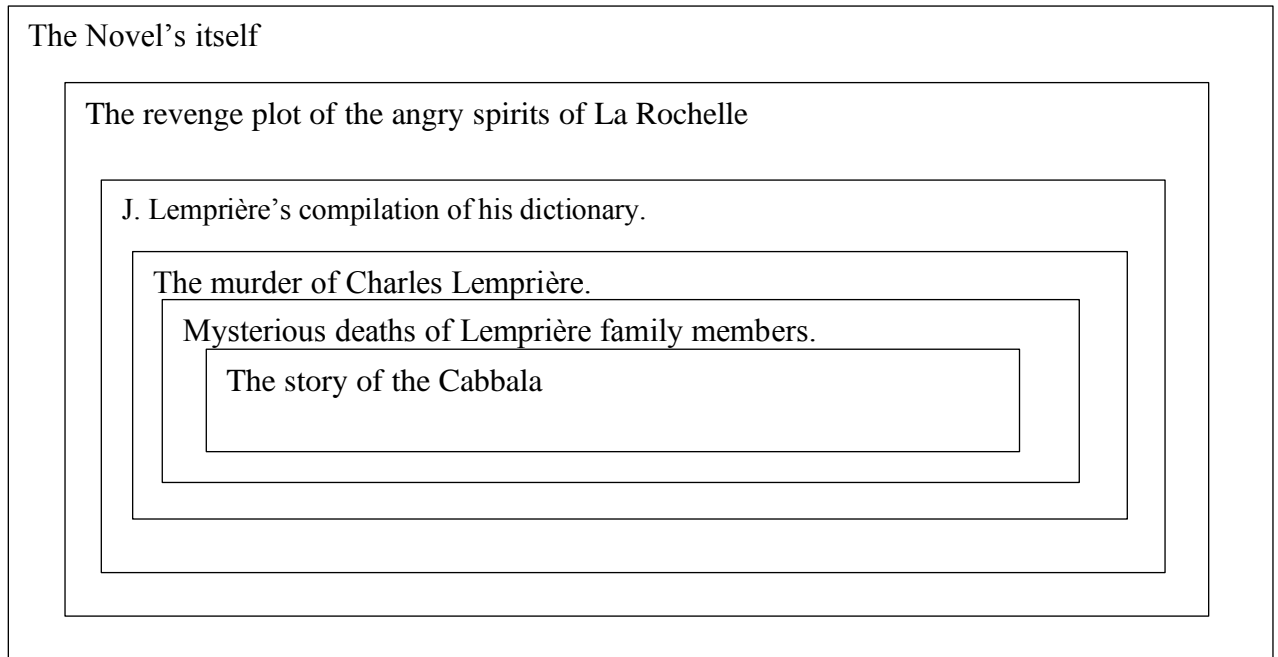 The Novel’s itself
The revenge plot of the angry spirits of La Rochelle
J. Lemprière’s compilation of his dictionary.
The murder of Charles Lemprière.
Mysterious deaths of Lemprière family members.
The story of the Cabbala